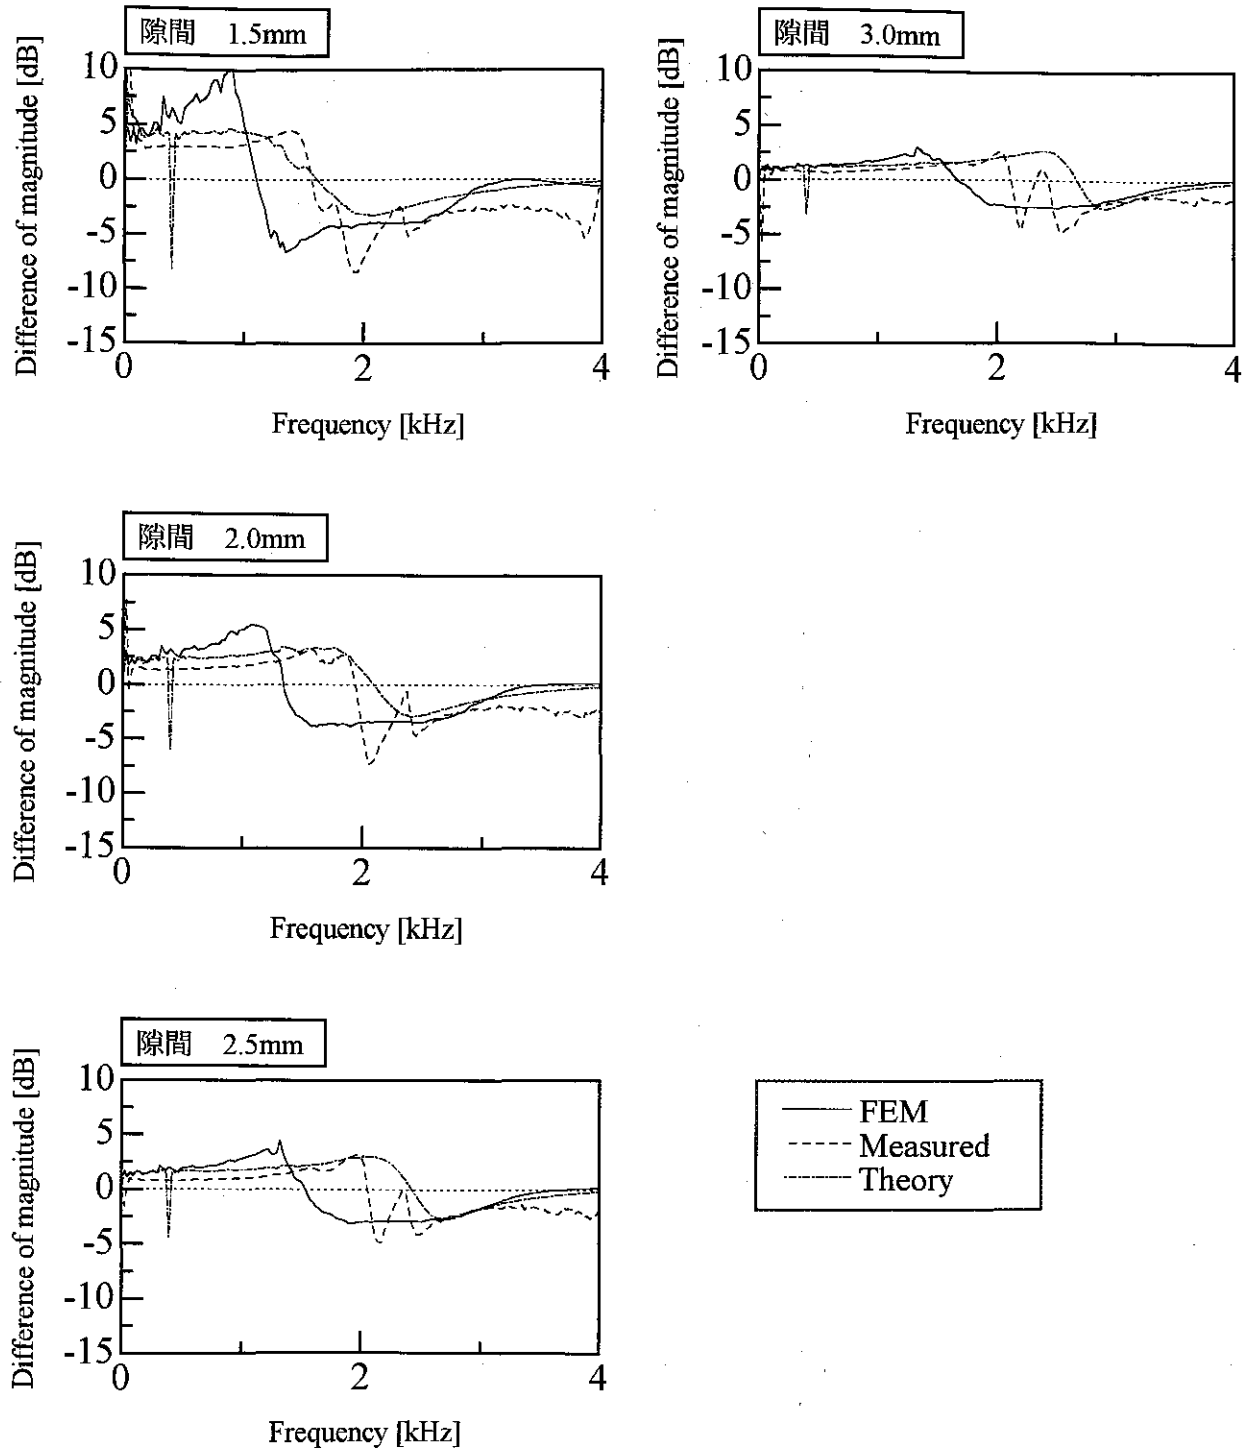 隙間 1.5mm
Difference of magnitude [dB]
10
5
0
-5
-10
-15
0
2
4
Frequency [kHz]
隙間 3.0mm
Difference of magnitude [dB]
10
5
0
-5
-10
-15
0
2
4
Frequency [kHz]
隙間 2.0mm
Difference of magnitude [dB]
10
5
0
-5
-10
-15
0
2
4
Frequency [kHz]
隙間 2.5mm
Difference of magnitude [dB]
10
5
0
-5
-10
-15
0
2
4
Frequency [kHz]
FEM
Measured
Theory